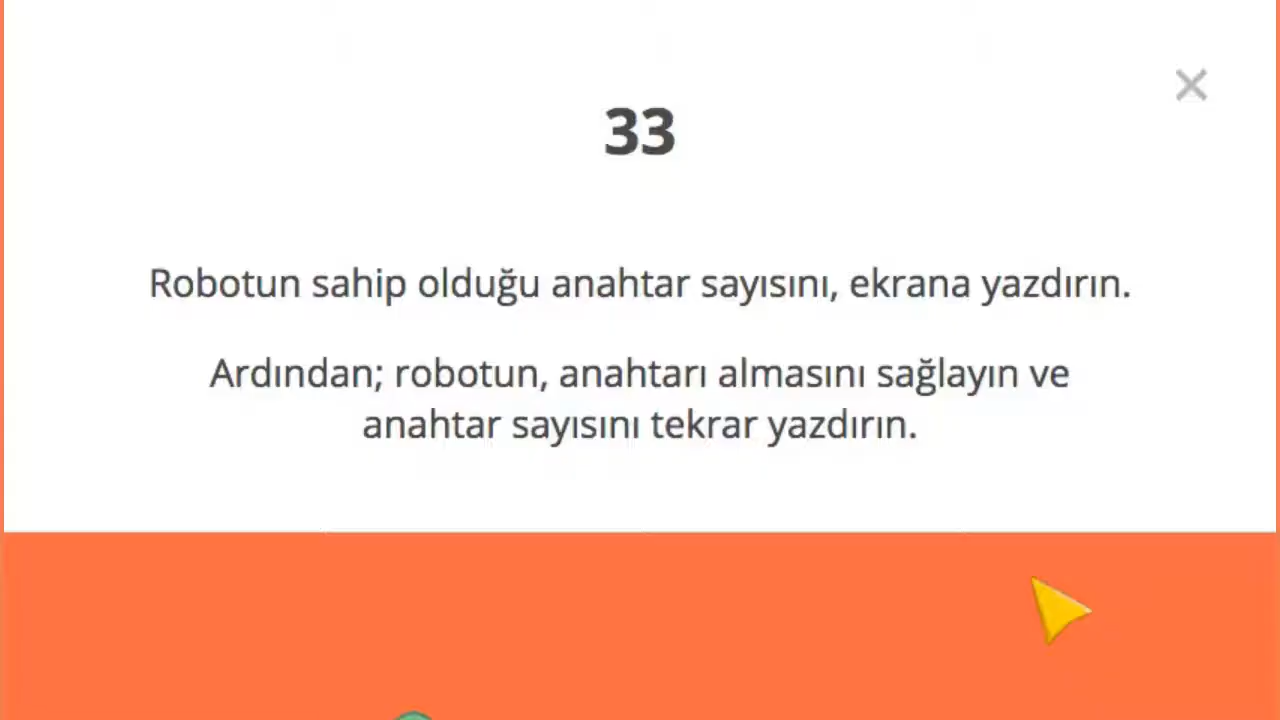 33
Robotun sahip olduğu anahtar sayısını, ekrana yazdırın.
Ardından; robotun, anahtarı almasını sağlayın ve
anahtar sayısını tekrar yazdırın.